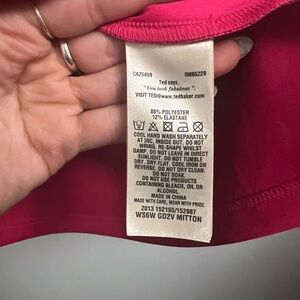 CA25459 RN95229
Ted says,
"You look fabulous".
VISIT TED@WWW.tedbaker.com
88% POLYESTER
12% ELASTANE
COOL HAND WASH SEPARATELY
AT 30C. INSIDE OUT. DO NOT
WRING. RE-SHAPE WHILST
DAMP. DO NOT LEAVE IN DIRECT
SUNLIGHT. DO NOT TUMBLE
DRY. DRY FLAT. COOL IRON ON
REVERSE. DO NOT DRY CLEAN.
DO NOT SOAK.
DO NOT USE PRODUCTS
CONTAINING BLEACH, OIL OR
ALCOHOL.
MADE IN CHINA
MADE WITH CARE, WEAR WITH PRIDE
2013 152155/152987
WS6W GD2V MITTON